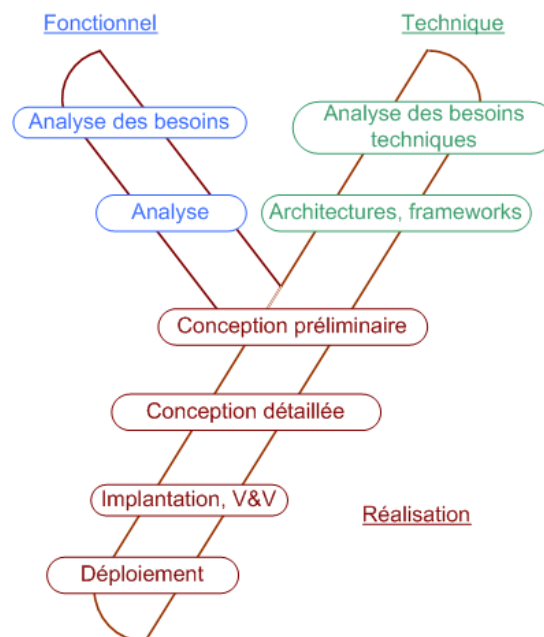 Fonctionnel
Technique
Analyse des besoins
Analyse des besoins
techniques
Analyse
Architectures, frameworks
Conception préliminaire
Conception détaillée
Implantation, V&V
Réalisation
Déploiement